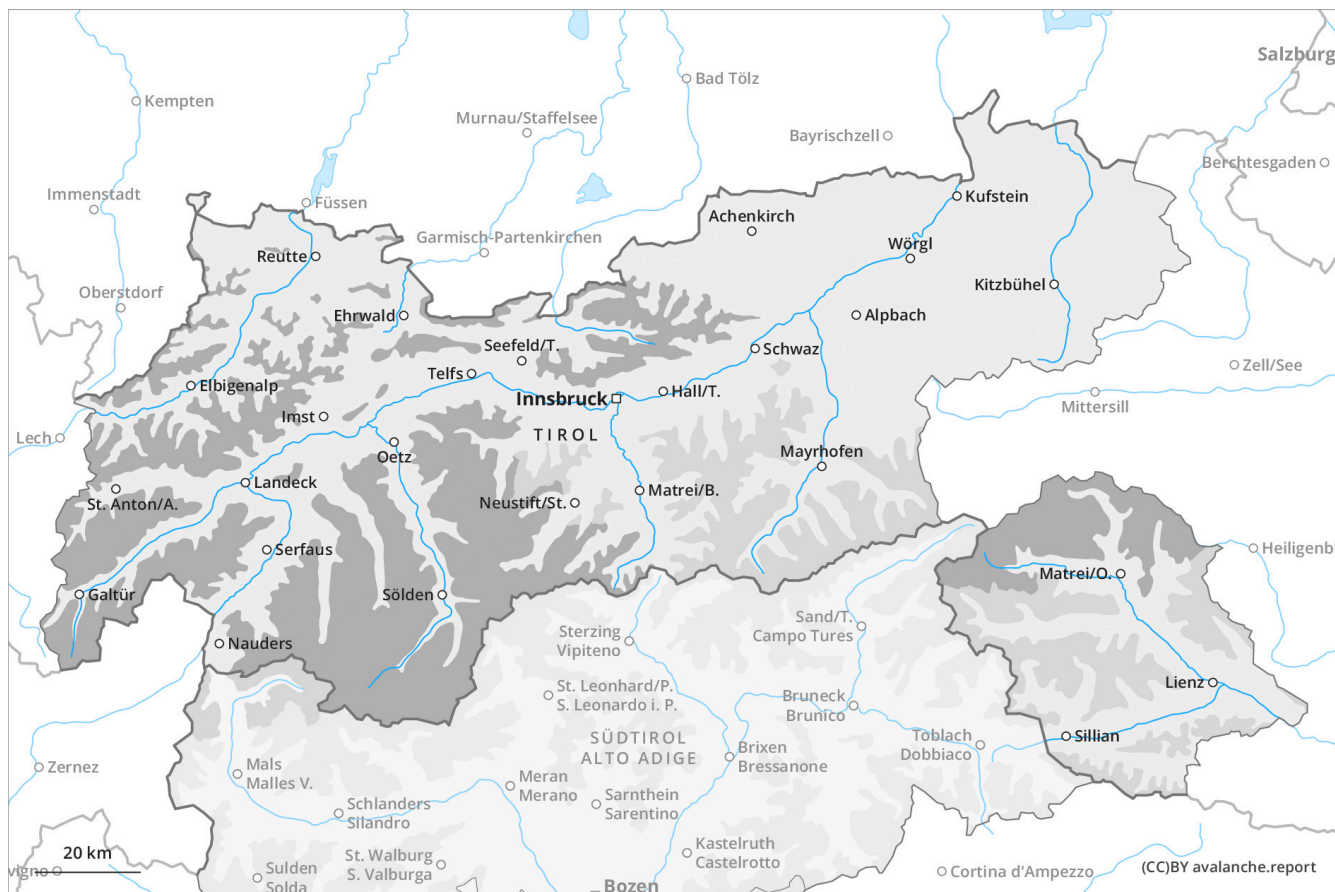 Salzburg
Bad Tölz
Kempten
Murnau/Staffelsee
Bayrischzell
Berchtesgaden
Immenstadt
Füssen
Kufstein
Achenkirch
Garmisch-Partenkirchen
Wörgl
Reutte
Kitzbühel
Oberstdorf
Ehrwald
Alpbach
Seefeld/T.
Schwaz
Zell/See
Telfs
Elbigenalp
Hall/T.
Innsbruck
Mittersill
Imst
TIROL
Lech
Oetz
Mayrhofen
Landeck
Matrei/B.
St. Anton/A.
Neustift/St.
Serfaus
Heiligenb
Matrei/O.
Galtür
Sölden
Sand/T.
Campo Tures
Sterzing
Vipiteno
Nauders
Lienz
St. Leonhard/P.
S. Leonardo i. P.
Bruneck
Brunico
Toblach
Dobbiaco
Sillian
SÜDTIROL
ALTO ADIGE
Brixen
Bressanone
Zernez
Mals
Malles V.
Meran
Merano
Schlanders
Silandro
Sarnthein
Sarentino
Kastelruth
Castelrotto
20 km
St. Walburg
S. Valburga
vigno
Sulden
Solda
Cortina d'Ampezzo
(CC)BY avalanche.report
Bozen